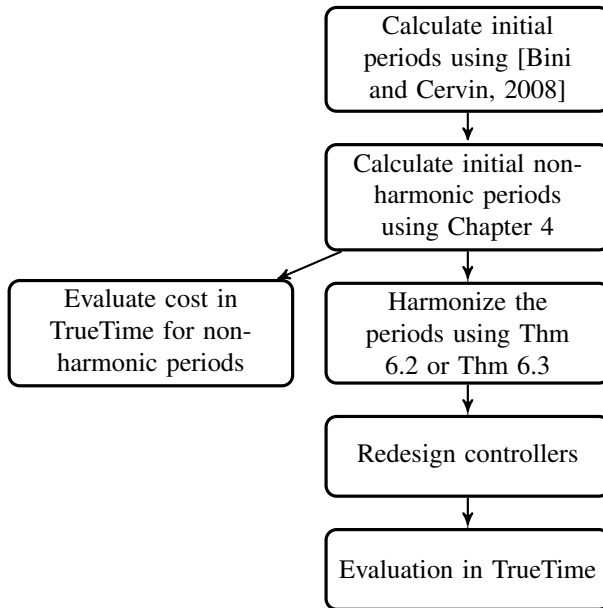 Calculate initial
periods using [Bini
and Cervin, 2008]
Calculate initial non-
harmonic periods
using Chapter 4
Evaluate cost in
TrueTime for non-
harmonic periods
Harmonize the
periods using Thm
6.2 or Thm 6.3
Redesign controllers
Evaluation in TrueTime